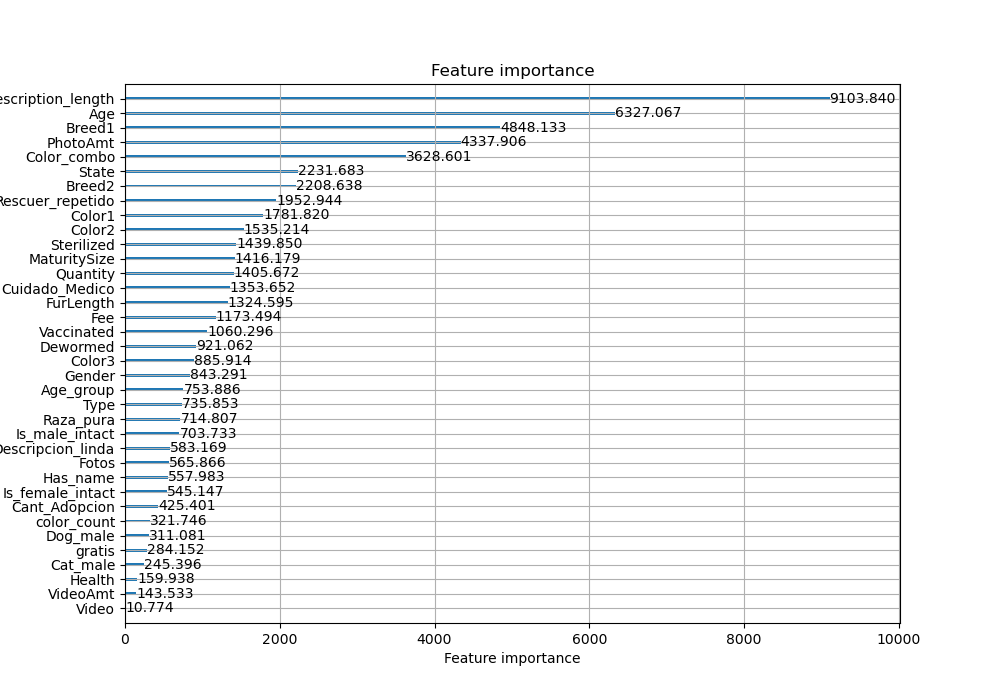 Feature importance
escription_length 9103.840
Age 6327.067
Breed1 4848.133
PhotoAmt 4337.906
Color_combo 3628.601
State 2231.683
Breed2 2208.638
Rescuer_repetido 1952.944
Color1 1781.820
Color2 1535.214
Sterilized 1439.850
MaturitySize 1416.179
Quantity 1405.672
Cuidado_Medico 1353.652
FurLength 1324.595
Fee 1173.494
Vaccinated 1060.296
Dewormed 921.062
Color3 885.914
Gender 843.291
Age_group 753.886
Type 735.853
Raza_pura 714.807
Is_male_intact 703.733
Descripcion_linda 583.169
Fotos 565.866
Has_name 557.983
Is_female_intact 545.147
Cant_Adopcion 425.401
color_count 321.746
Dog_male 311.081
gratis 284.152
Cat_male 245.396
Health 159.938
VideoAmt 143.533
Video 10.774
0 2000 4000 6000 8000 10000
Feature importance